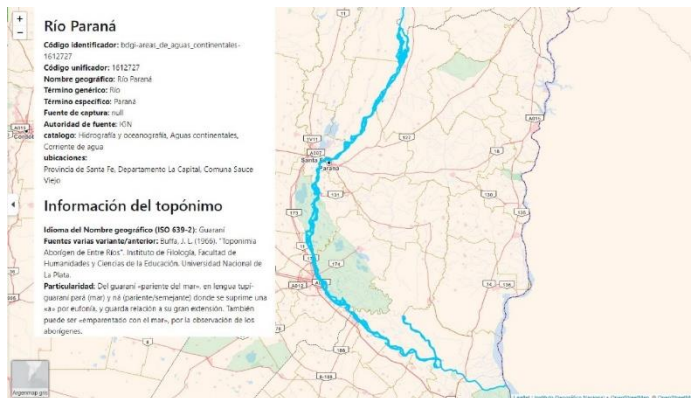 Río Paraná
Código identificador: bdgi-areas_de_aguas_continentales-
1612727
Código unificador: 1612727
Nombre geográfico: Río Paraná
Término genérico: Río
Término específico: Paraná
Fuente de captura: null
Autoridad de fuente: IGN
catalogo: Hidrografía y oceanografía, Aguas continentales,
Corriente de agua
ubicaciones:
Provincia de Santa Fe, Departamento La Capital, Comuna Sauce
Viejo
Información del topónimo
Idioma del Nombre geográfico (ISO 639-2): Guaraní
Fuentes varias variante/anterior: Buffa, J. L. (1966). "Toponimia
Aborigen de Entre Ríos". Instituto de Filología, Facultad de
Humanidades y Ciencias de la Educación. Universidad Nacional de
La Plata.
Particularidad: Del guaraní «pariente del mar», en lengua tupí-
guaraní pará (mar) y ná (pariente/semejante) donde se suprime una
«a» por eufonía, y guarda relación a su gran extensión. También
puede ser «emparentado con el mar», por la observación de los
aborígenes.
+
−
Santa
Paraná
127
18
131
174
14
Argenmap gris